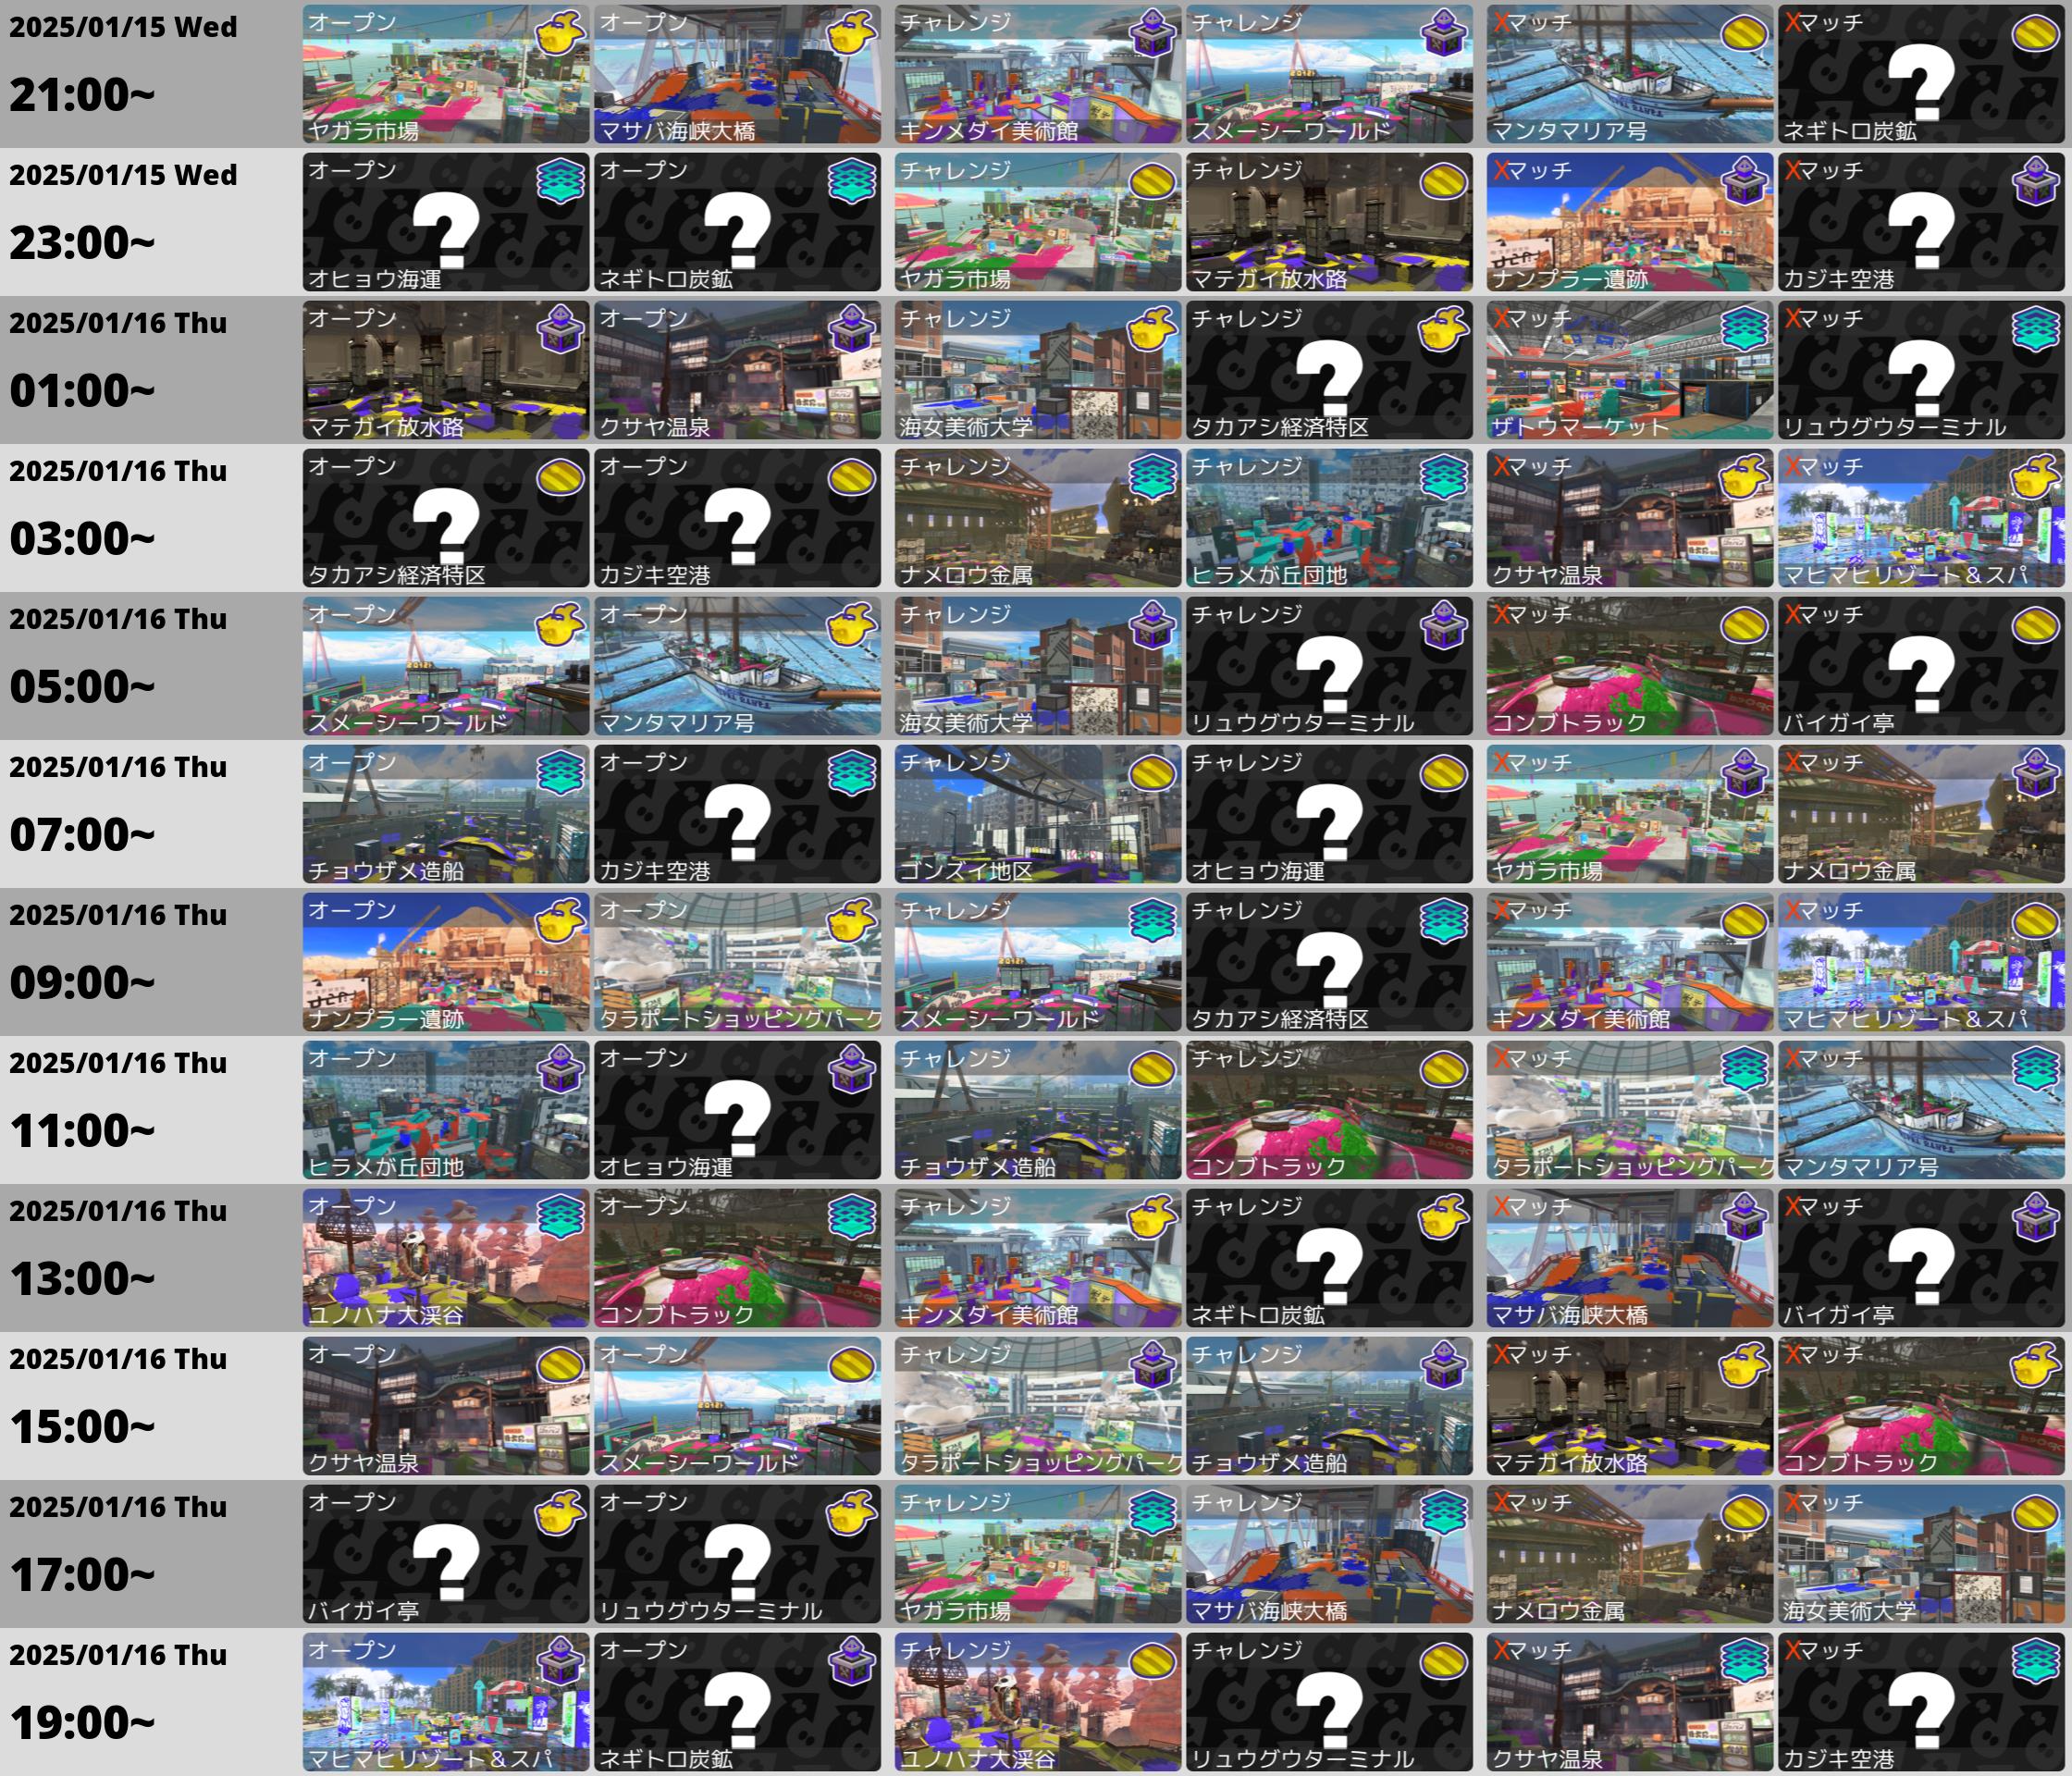 2025/01/15 Wed
21:00~
オープン オープン チャレンジ チャレンジ Xマッチ Xマッチ
ヤガラ市場 マサバ海峡大橋 キンメダイ美術館 スメーシーワールド マンタマリア号 ネギトロ炭鉱
2025/01/15 Wed
23:00~
オープン オープン チャレンジ チャレンジ Xマッチ Xマッチ
オヒョウ海運 ネギトロ炭鉱 ヤガラ市場 マテガイ放水路 ナンプラー遺跡 カジキ空港
2025/01/16 Thu
01:00~
オープン オープン チャレンジ チャレンジ Xマッチ Xマッチ
マテガイ放水路 クサヤ温泉 海女美術大学 タカアシ経済特区 ザトウマーケット リュウグウターミナル
2025/01/16 Thu
03:00~
オープン オープン チャレンジ チャレンジ Xマッチ Xマッチ
タカアシ経済特区 カジキ空港 ナメロウ金属 ヒラメが丘団地 クサヤ温泉 マヒマヒリゾート&スパ
2025/01/16 Thu
05:00~
オープン オープン チャレンジ チャレンジ Xマッチ Xマッチ
スメーシーワールド マンタマリア号 海女美術大学 リュウグウターミナル コンブトラック バイガイ亭
2025/01/16 Thu
07:00~
オープン オープン チャレンジ チャレンジ Xマッチ Xマッチ
チョウザメ造船 カジキ空港 ゴンズイ地区 オヒョウ海運 ヤガラ市場 ナメロウ金属
2025/01/16 Thu
09:00~
オープン オープン チャレンジ チャレンジ Xマッチ Xマッチ
ナンプラー遺跡 タラポートショッピングパーク スメーシーワールド タカアシ経済特区 キンメダイ美術館 マヒマヒリゾート&スパ
2025/01/16 Thu
11:00~
オープン オープン チャレンジ チャレンジ Xマッチ Xマッチ
ヒラメが丘団地 オヒョウ海運 チョウザメ造船 コンブトラック タラポートショッピングパーク マンタマリア号
2025/01/16 Thu
13:00~
オープン オープン チャレンジ チャレンジ Xマッチ Xマッチ
ユノハナ大渓谷 コンブトラック キンメダイ美術館 ネギトロ炭鉱 マサバ海峡大橋 バイガイ亭
2025/01/16 Thu
15:00~
オープン オープン チャレンジ チャレンジ Xマッチ Xマッチ
クサヤ温泉 スメーシーワールド タラポートショッピングパーク チョウザメ造船 マテガイ放水路 コンブトラック
2025/01/16 Thu
17:00~
オープン オープン チャレンジ チャレンジ Xマッチ Xマッチ
バイガイ亭 リュウグウターミナル ヤガラ市場 マサバ海峡大橋 ナメロウ金属 海女美術大学
2025/01/16 Thu
19:00~
オープン オープン チャレンジ チャレンジ Xマッチ Xマッチ
マヒマヒリゾート&スパ ネギトロ炭鉱 ユノハナ大渓谷 リュウグウターミナル クサヤ温泉 カジキ空港